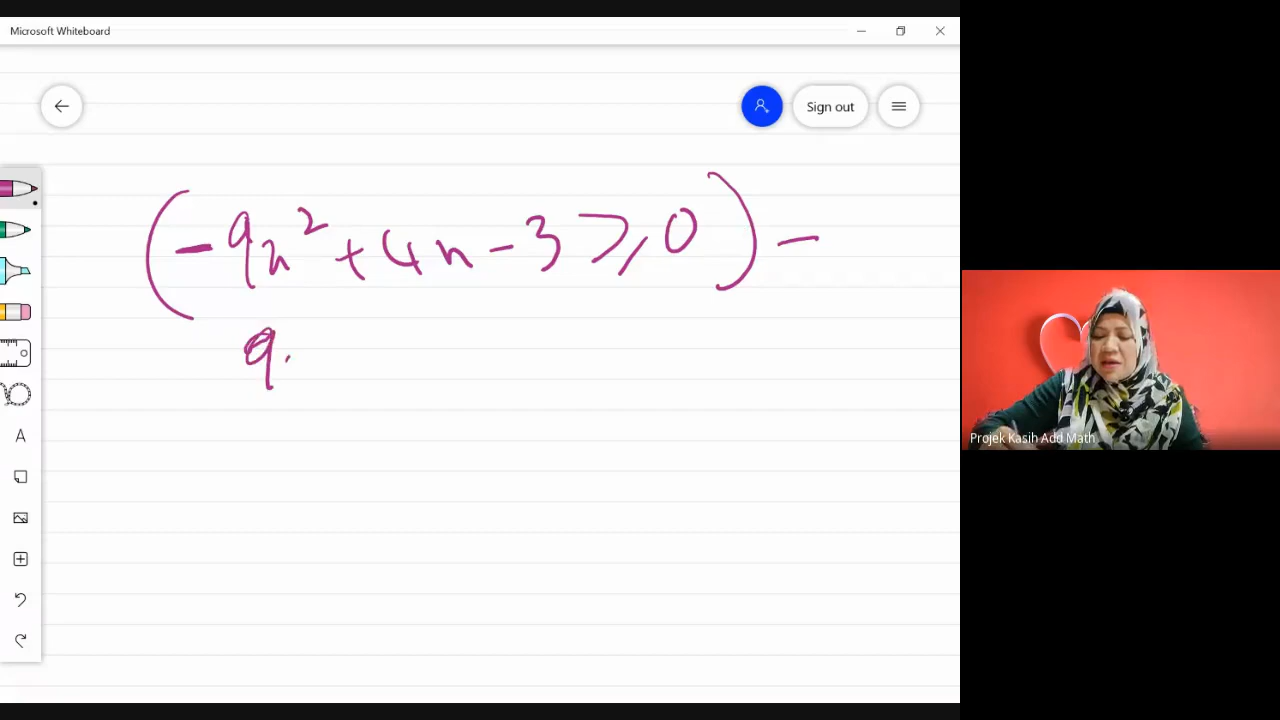 Microsoft Whiteboard
Sign out
(-9x² + 4x - 3 ≥ 0) -
9
A
Projek Kasih Add Math